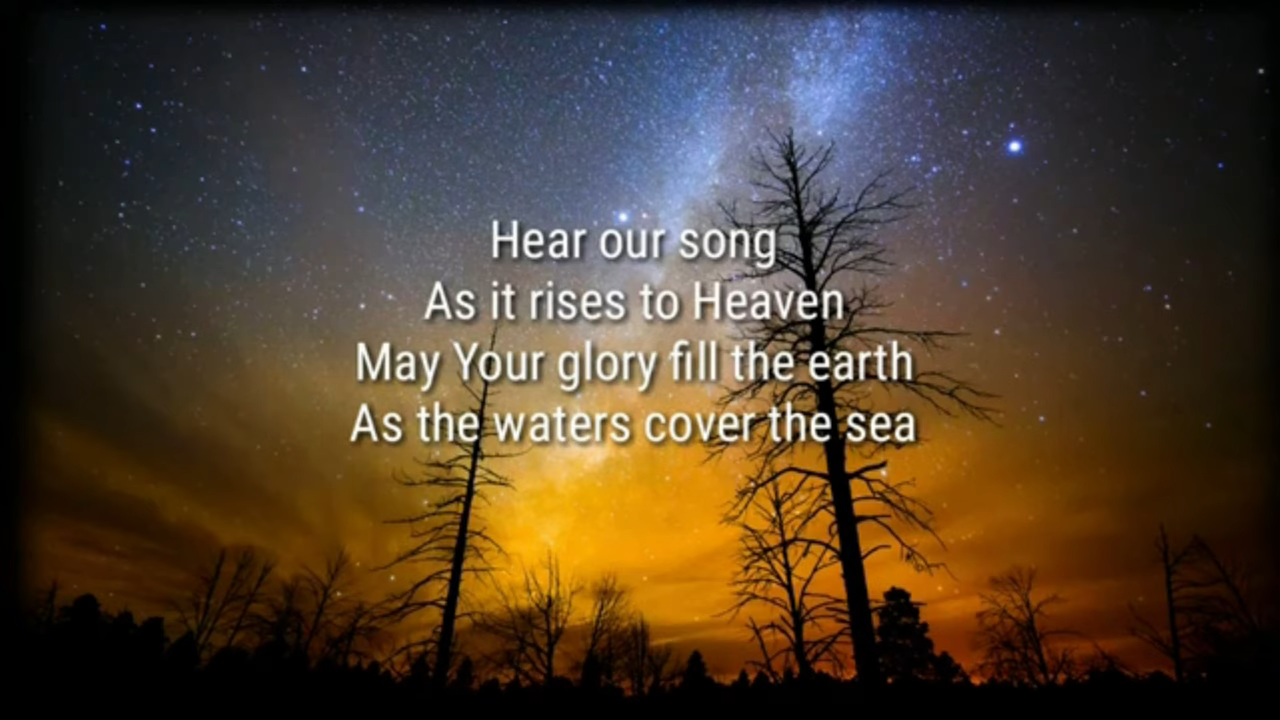 Hear our song
As it rises to Heaven
May Your glory fill the earth
As the waters cover the sea